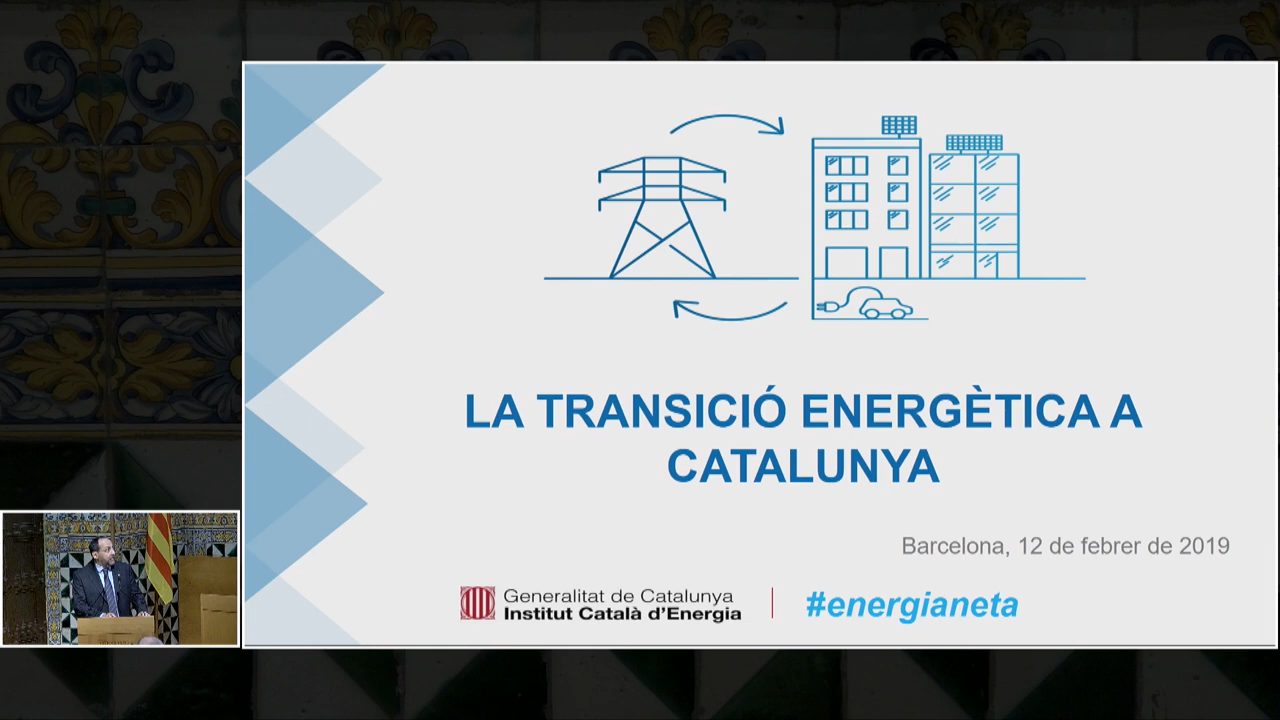 LA TRANSICIÓ ENERGÈTICA A
CATALUNYA
Barcelona, 12 de febrer de 2019
Generalitat de Catalunya
Institut Català d'Energia
#energianeta